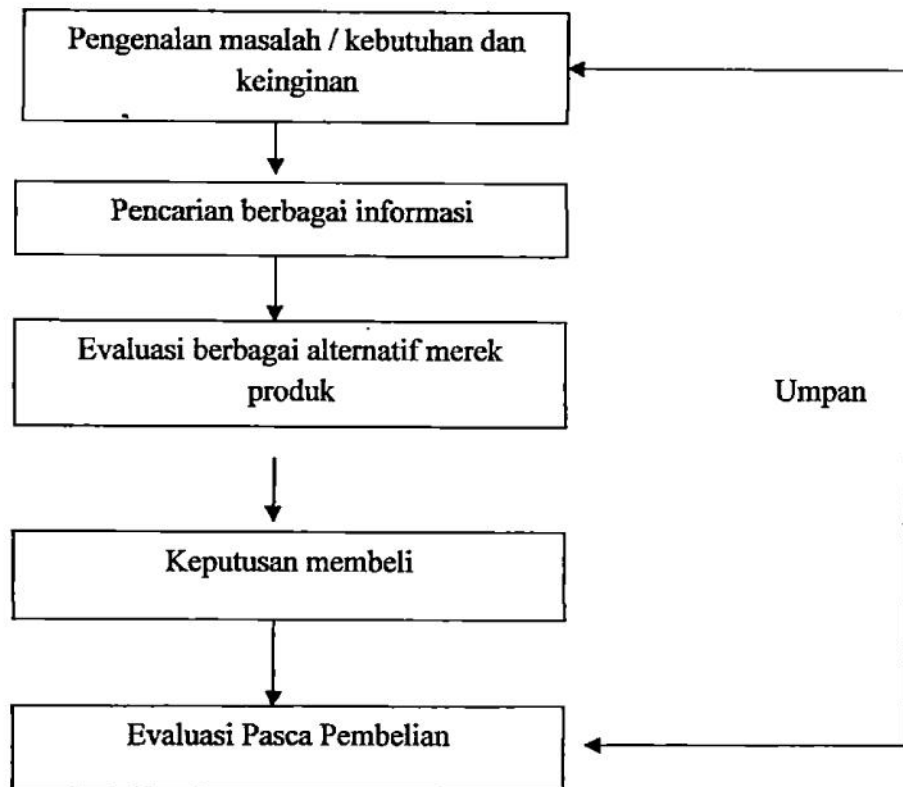 Pengenalan masalah / kebutuhan dan
keinginan
Pencarian berbagai informasi
Evaluasi berbagai alternatif merek
produk
Umpan
Keputusan membeli
Evaluasi Pasca Pembelian